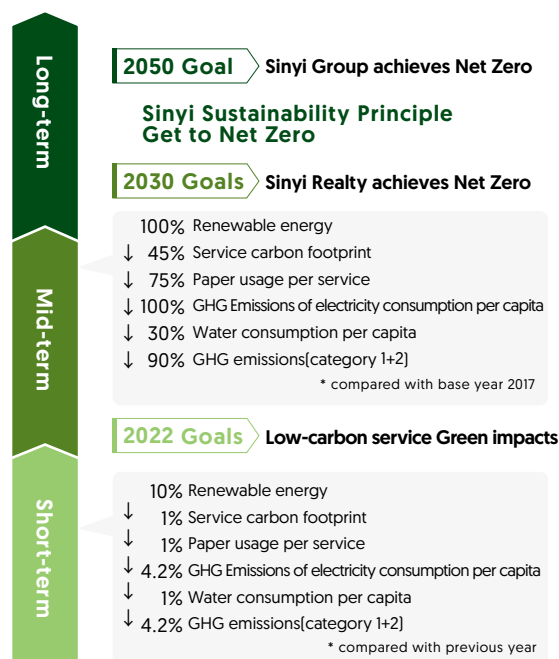 Long-term
2050 Goal Sinyi Group achieves Net Zero
Sinyi Sustainability Principle
Get to Net Zero
2030 Goals Sinyi Realty achieves Net Zero
Mid-term
100% Renewable energy
↓ 45% Service carbon footprint
↓ 75% Paper usage per service
↓ 100% GHG Emissions of electricity consumption per capita
↓ 30% Water consumption per capita
↓ 90% GHG emissions(category 1+2)
* compared with base year 2017
2022 Goals Low-carbon service Green impacts
Short-term
10% Renewable energy
↓ 1% Service carbon footprint
↓ 1% Paper usage per service
↓ 4.2% GHG Emissions of electricity consumption per capita
↓ 1% Water consumption per capita
↓ 4.2% GHG emissions(category 1+2)
* compared with previous year